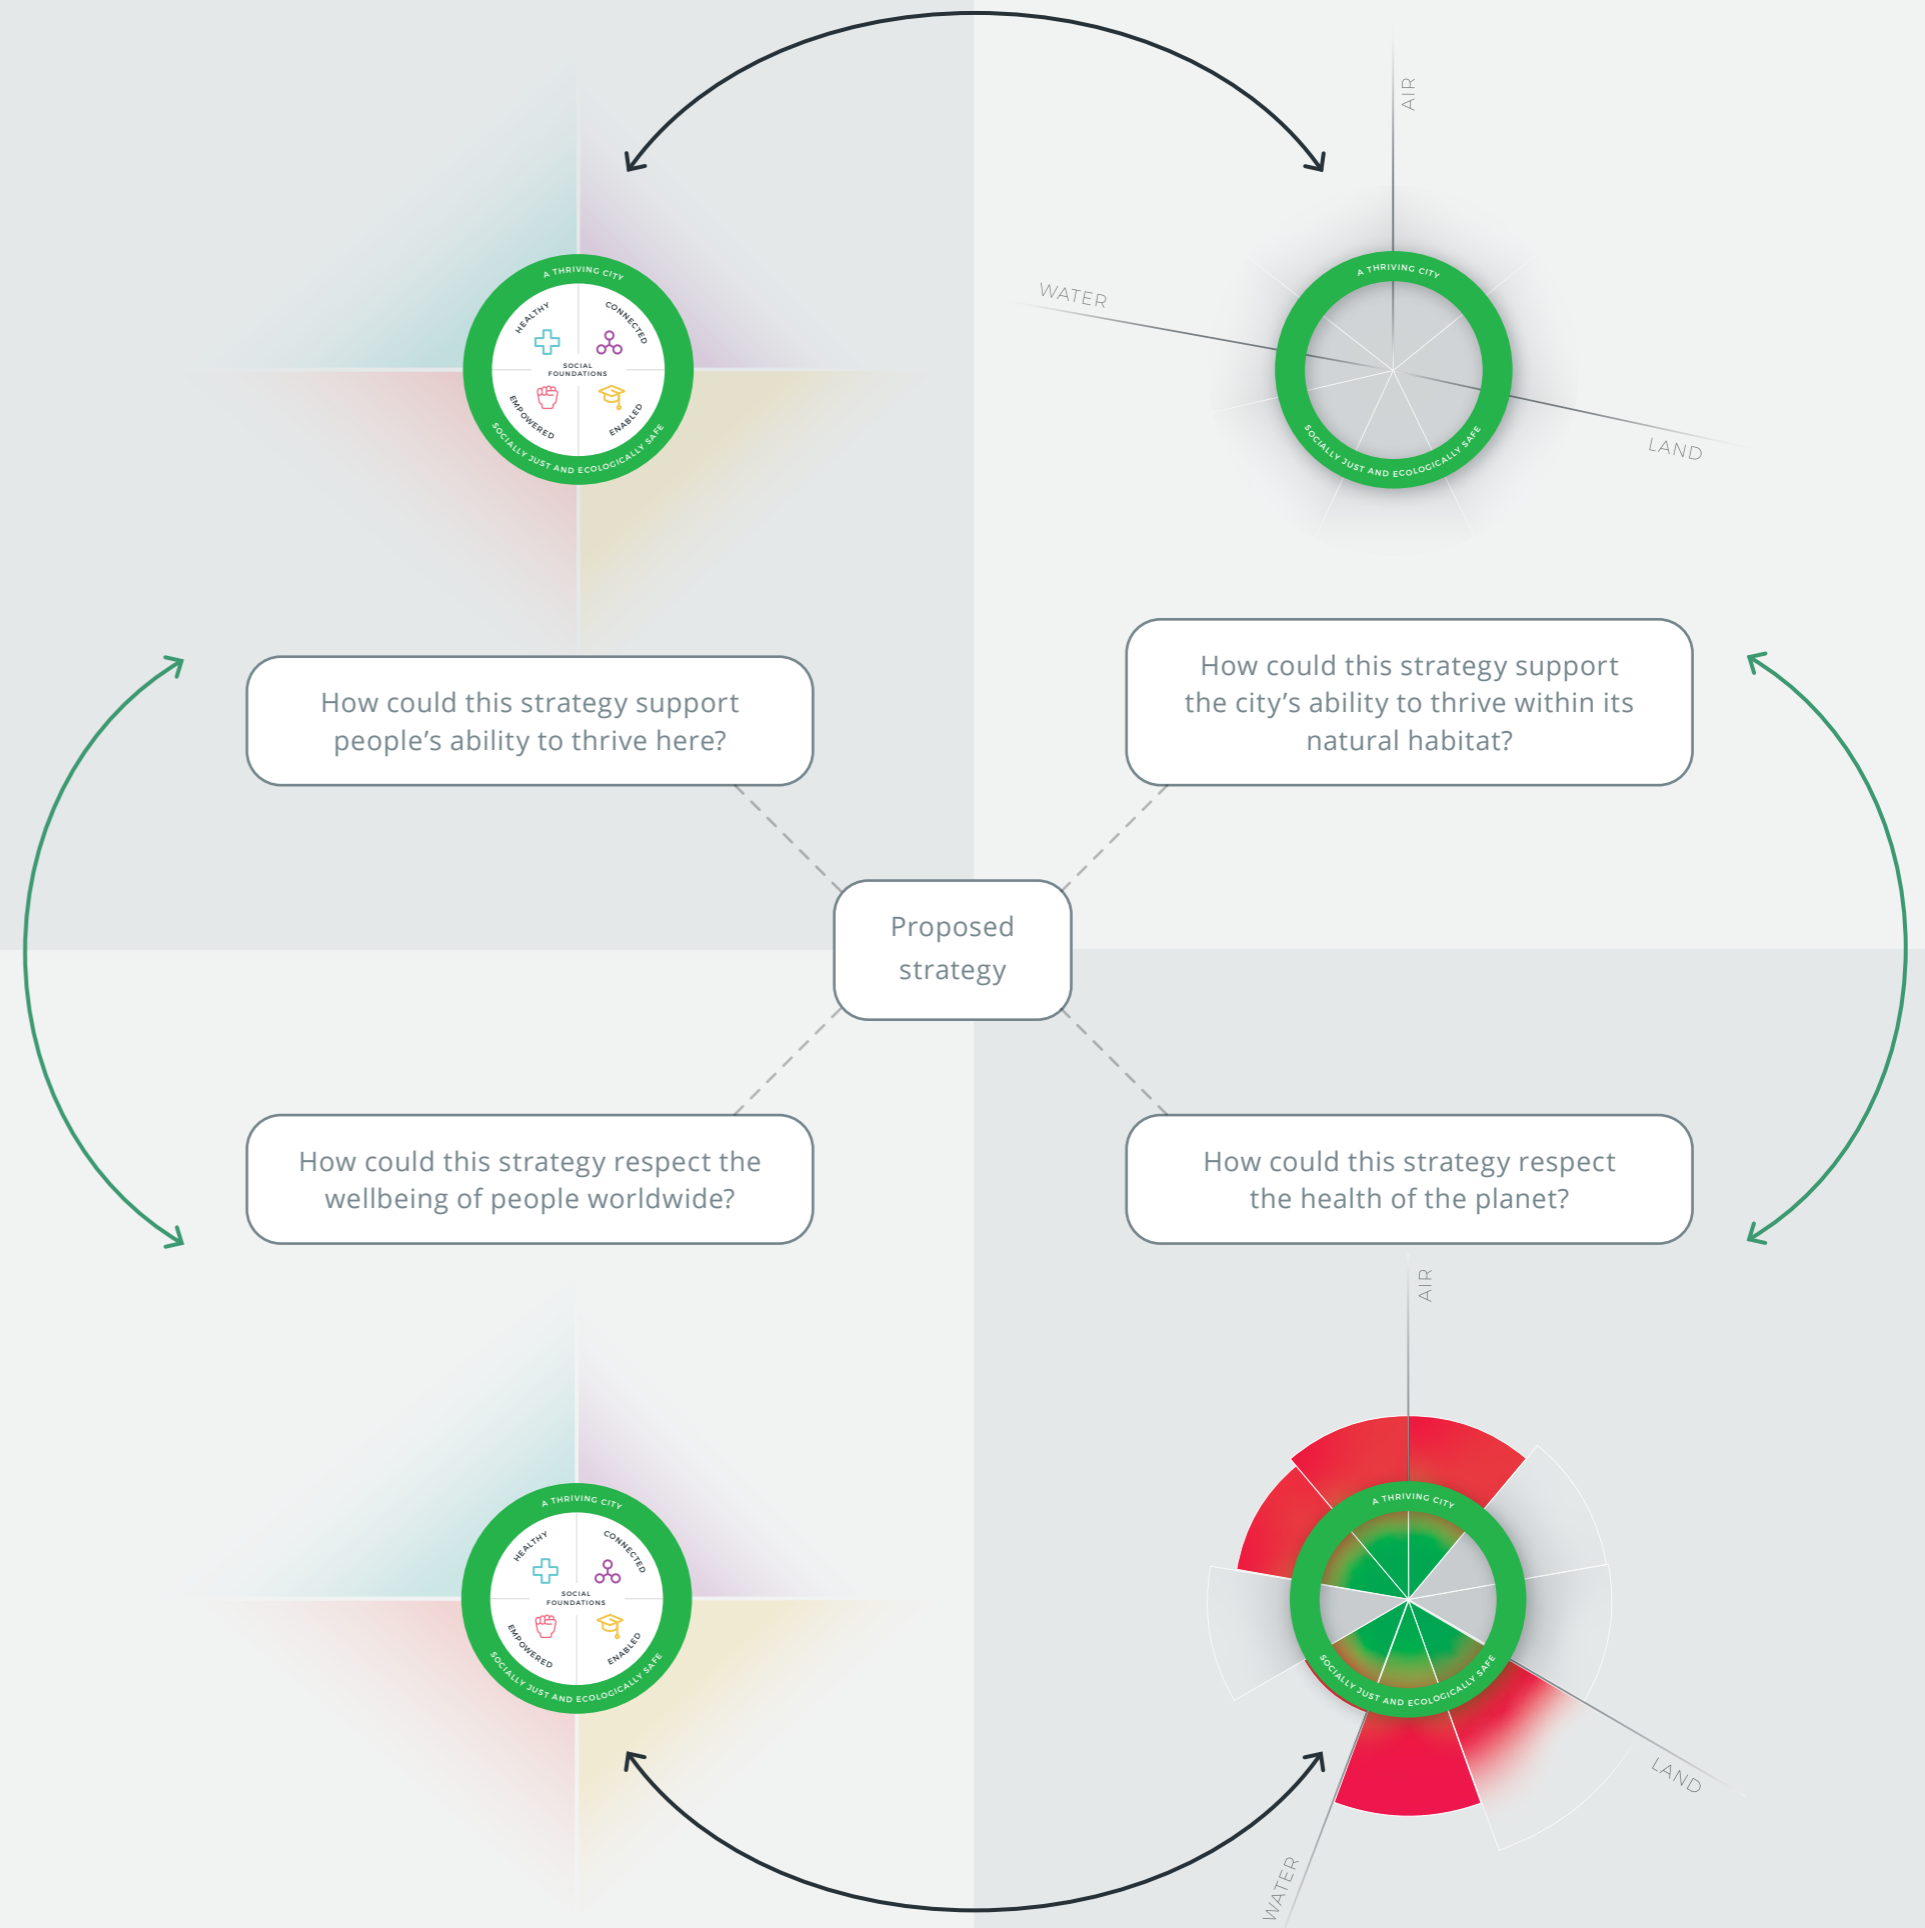 A THRIVING CITY
HEALTHY
CONNECTED
SOCIAL
FOUNDATIONS
EMPOWERED
ENABLED
SOCIALLY JUST AND ECOLOGICALLY SAFE
AIR
WATER
A THRIVING CITY
SOCIALLY JUST AND ECOLOGICALLY SAFE
LAND
How could this strategy support
people’s ability to thrive here?
How could this strategy support
the city’s ability to thrive within its
natural habitat?
Proposed
strategy
How could this strategy respect the
wellbeing of people worldwide?
How could this strategy respect
the health of the planet?
A THRIVING CITY
HEALTHY
CONNECTED
SOCIAL
FOUNDATIONS
EMPOWERED
ENABLED
SOCIALLY JUST AND ECOLOGICALLY SAFE
AIR
A THRIVING CITY
SOCIALLY JUST AND ECOLOGICALLY SAFE
LAND
WATER